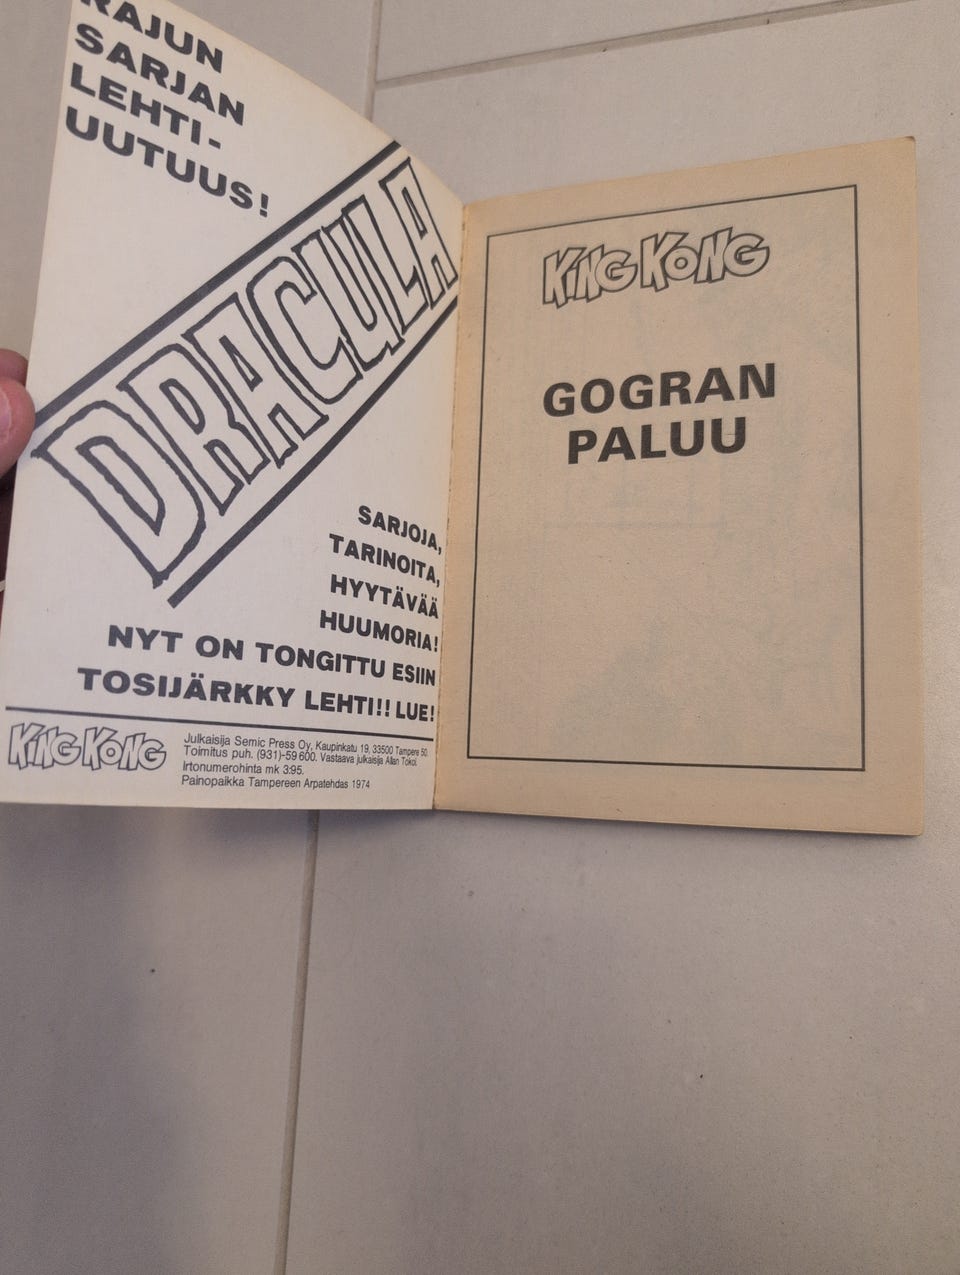 RAJUN
SARJAN
LEHTI-
UUTUUS!
DRACULA
SARJOJA,
TARINOITA,
HYYTÄVÄÄ
HUUMORIA!
NYT ON TONGITTU ESIIN
TOSIJÄRKKY LEHTI!! LUE!
KING KONG
Julkaisija Semic Press Oy, Kaupinkatu 19, 33500 Tampere 50.
Toimitus puh. (931)-59 600. Vastaava julkaisija Allan Tokoi.
Irtonumerohinta mk 3:95.
Painopaikka Tampereen Arpatehdas 1974
KING KONG
GOGRAN
PALUU